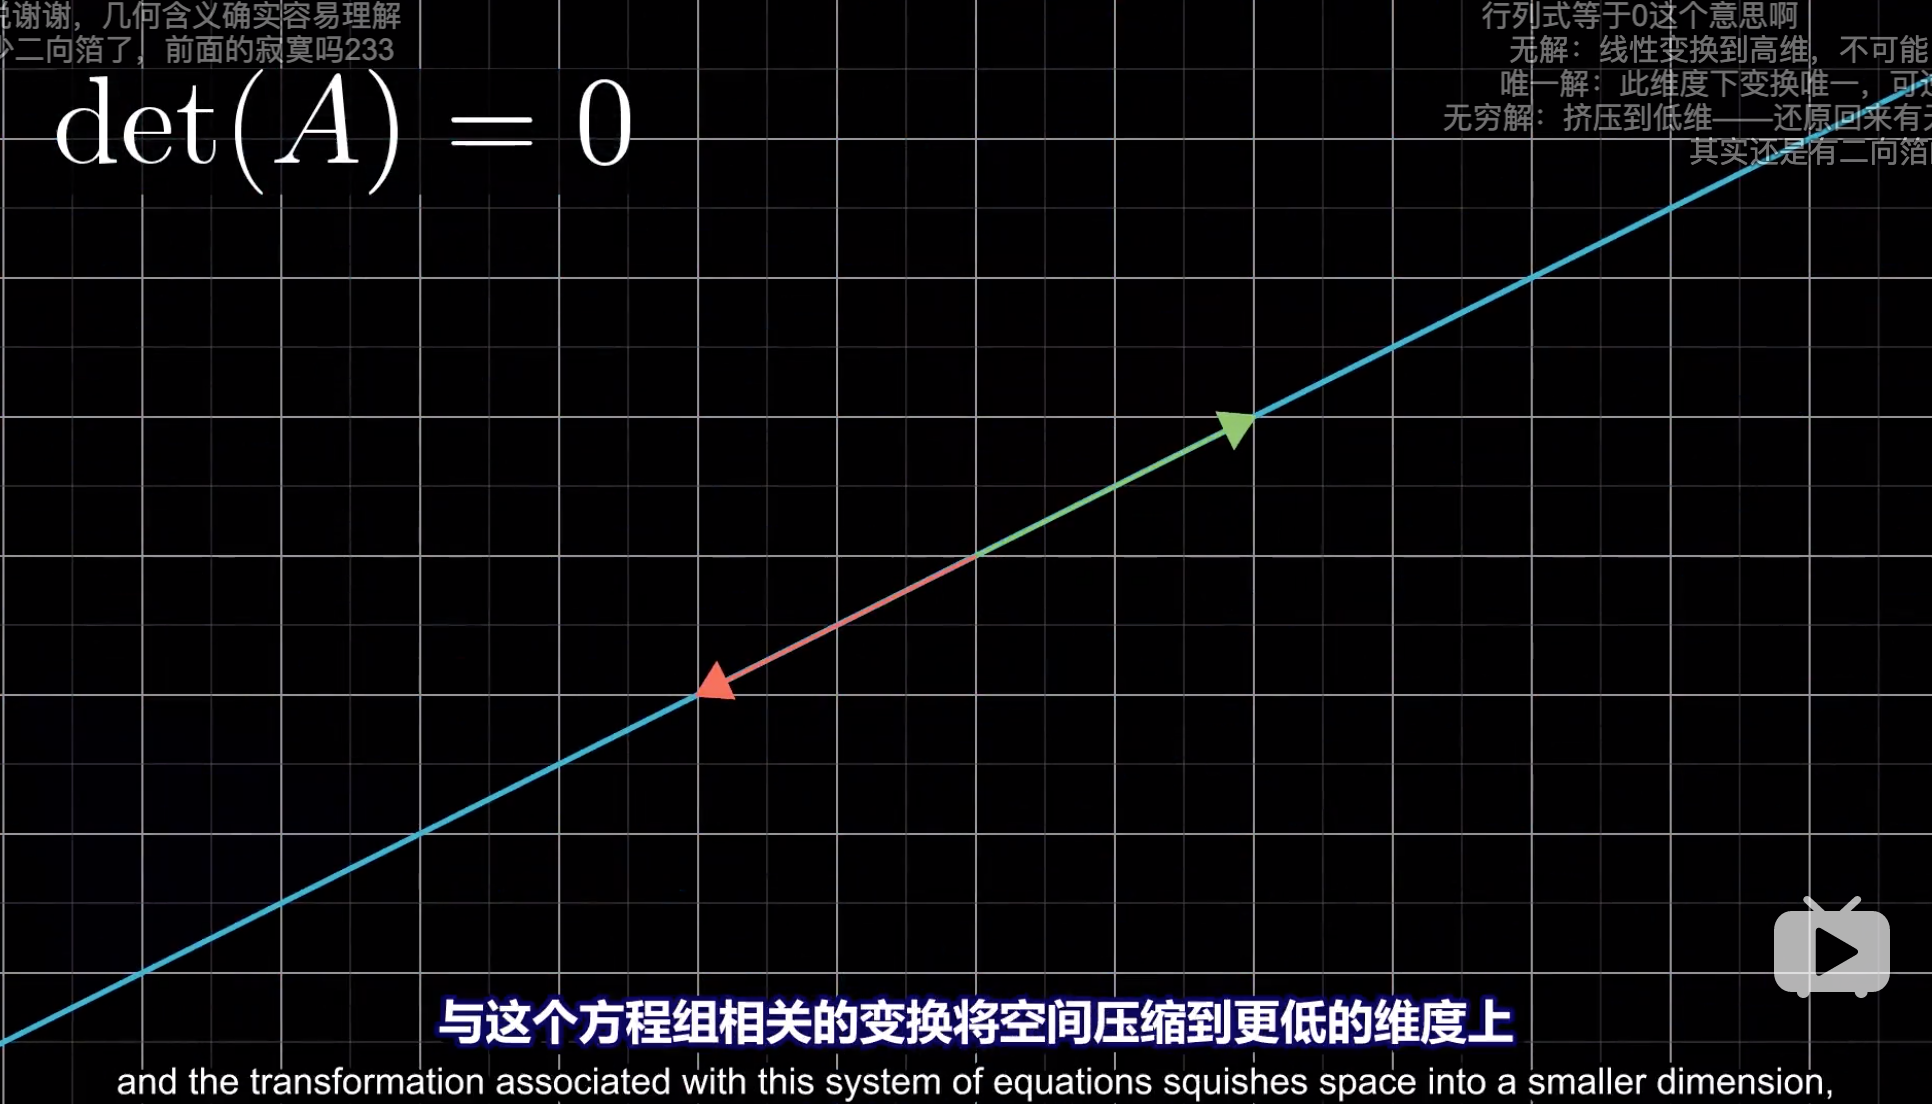 谢谢，几何含义确实容易理解
二向箔了，前面的寂寞吗233
行列式等于0这个意思啊
无解：线性变换到高维，不可能
唯一解：此维度下变换唯一，可
无穷解：挤压到低维——还原回来有
其实还是有二向箔
det(A) = 0
与这个方程组相关的变换将空间压缩到更低的维度上
and the transformation associated with this system of equations squishes space into a smaller dimension,